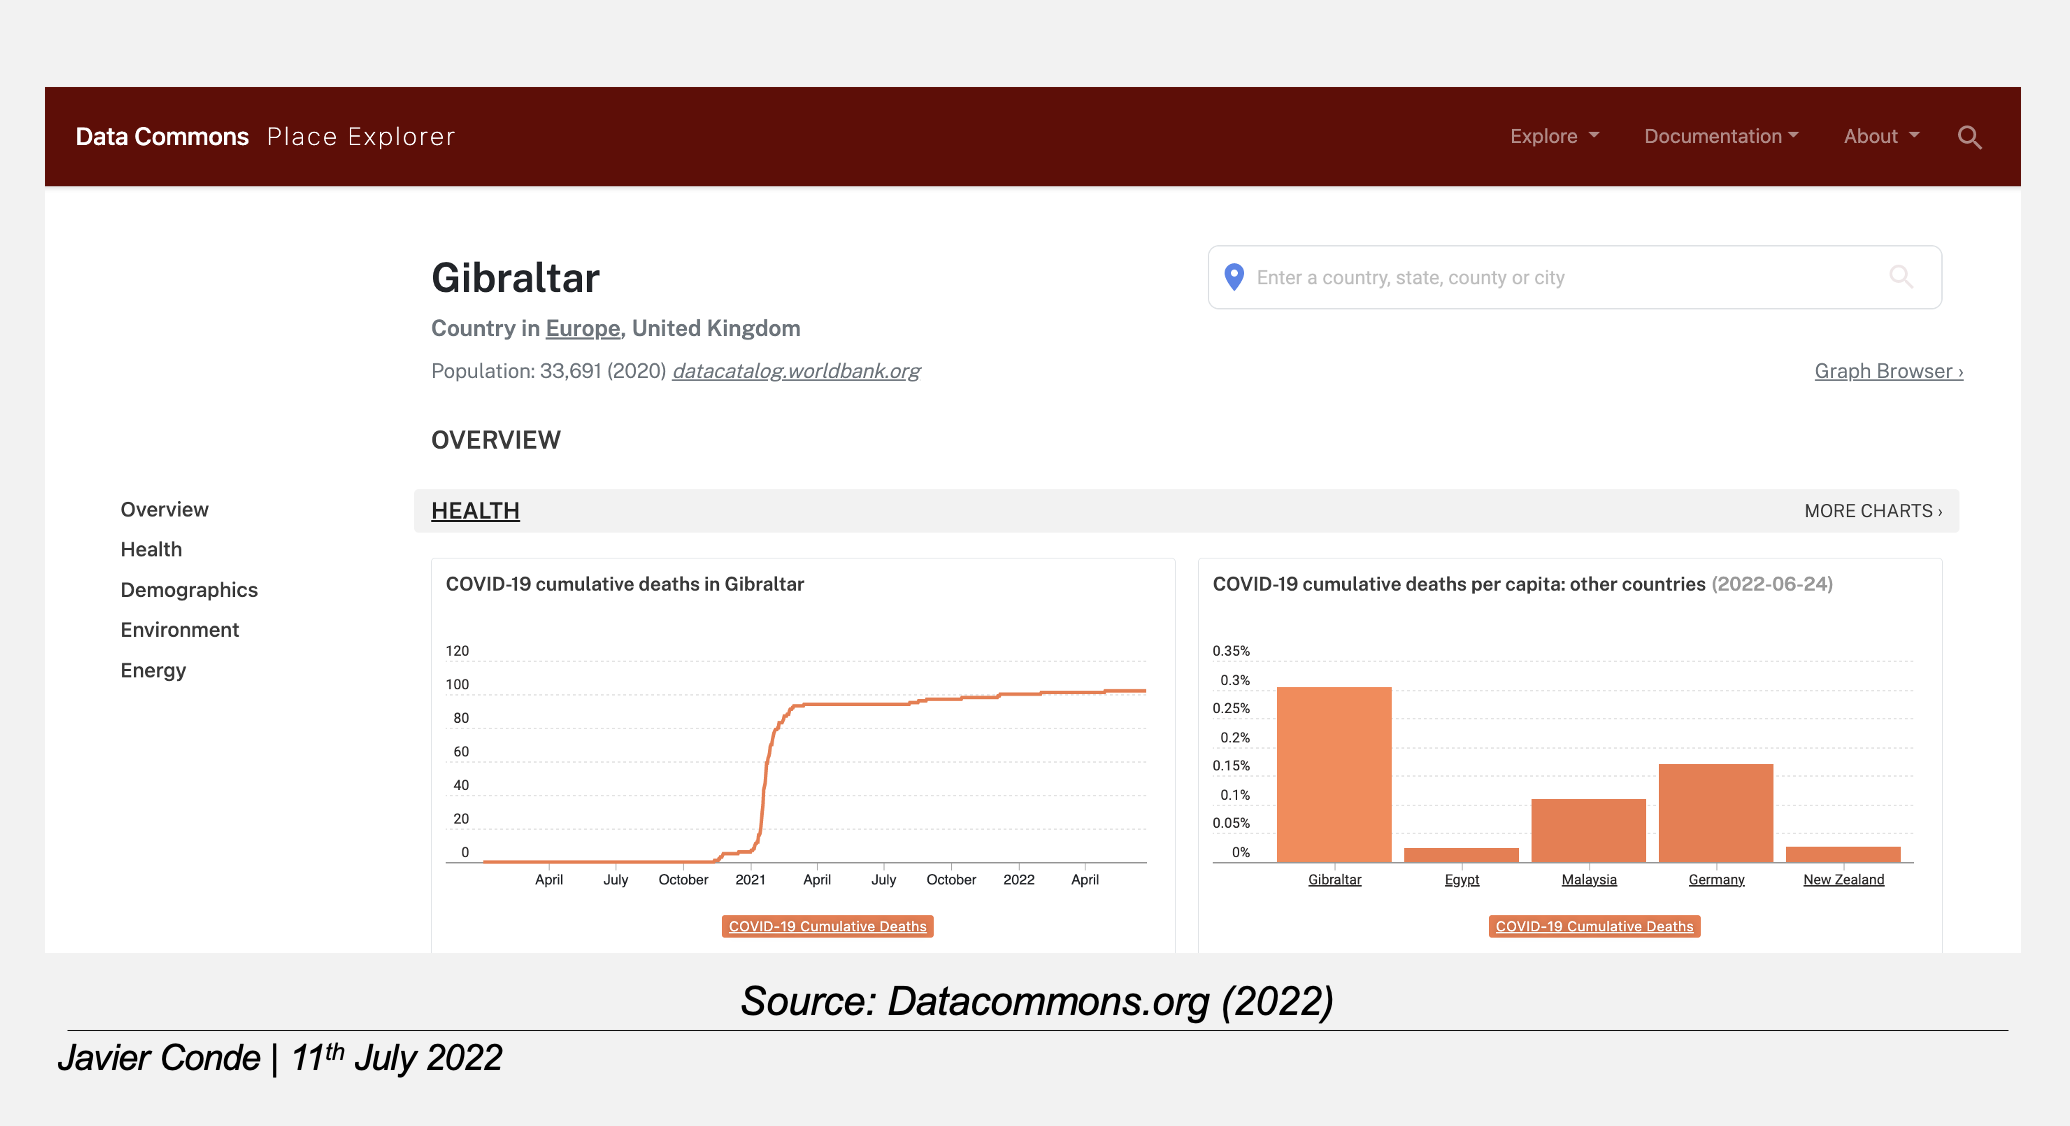 Data Commons Place Explorer
Explore Documentation About
Gibraltar
Enter a country, state, county or city
Country in Europe, United Kingdom
Population: 33,691 (2020) datacatalog.worldbank.org
Graph Browser ›
OVERVIEW
Overview
Health
Demographics
Environment
Energy
HEALTH
MORE CHARTS ›
COVID-19 cumulative deaths in Gibraltar
120
100
80
60
40
20
0
April July October 2021 April July October 2022 April
COVID-19 Cumulative Deaths
COVID-19 cumulative deaths per capita: other countries (2022-06-24)
0.35%
0.3%
0.25%
0.2%
0.15%
0.1%
0.05%
0%
Gibraltar Egypt Malaysia Germany New Zealand
COVID-19 Cumulative Deaths
Source: Datacommons.org (2022)
Javier Conde | 11th July 2022